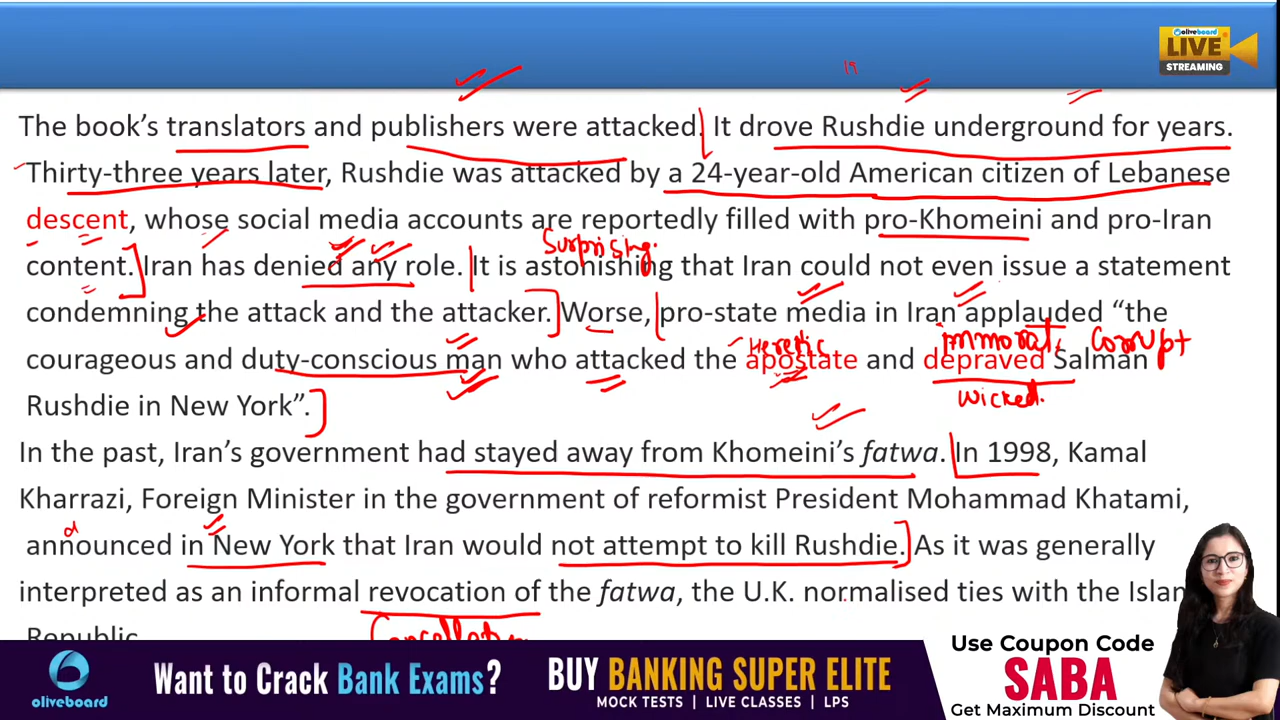 oliveboard
LIVE
STREAMING
19
The book's translators and publishers were attacked. It drove Rushdie underground for years.
Thirty-three years later, Rushdie was attacked by a 24-year-old American citizen of Lebanese
descent, whose social media accounts are reportedly filled with pro-Khomeini and pro-Iran
Surprising.
content. Iran has denied any role. It is astonishing that Iran could not even issue a statement
condemning the attack and the attacker. Worse, pro-state media in Iran applauded “the
Heretic immoral, Corrupt
courageous and duty-conscious man who attacked the apostate and depraved Salman
Wicked.
Rushdie in New York”.
In the past, Iran's government had stayed away from Khomeini's fatwa. In 1998, Kamal
Kharrazi, Foreign Minister in the government of reformist President Mohammad Khatami,
announced in New York that Iran would not attempt to kill Rushdie. As it was generally
interpreted as an informal revocation of the fatwa, the U.K. normalised ties with the Islam
Republic
Cancellation
oliveboard
Want to Crack Bank Exams?
BUY BANKING SUPER ELITE
MOCK TESTS | LIVE CLASSES | LPS
Use Coupon Code
SABA
Get Maximum Discount